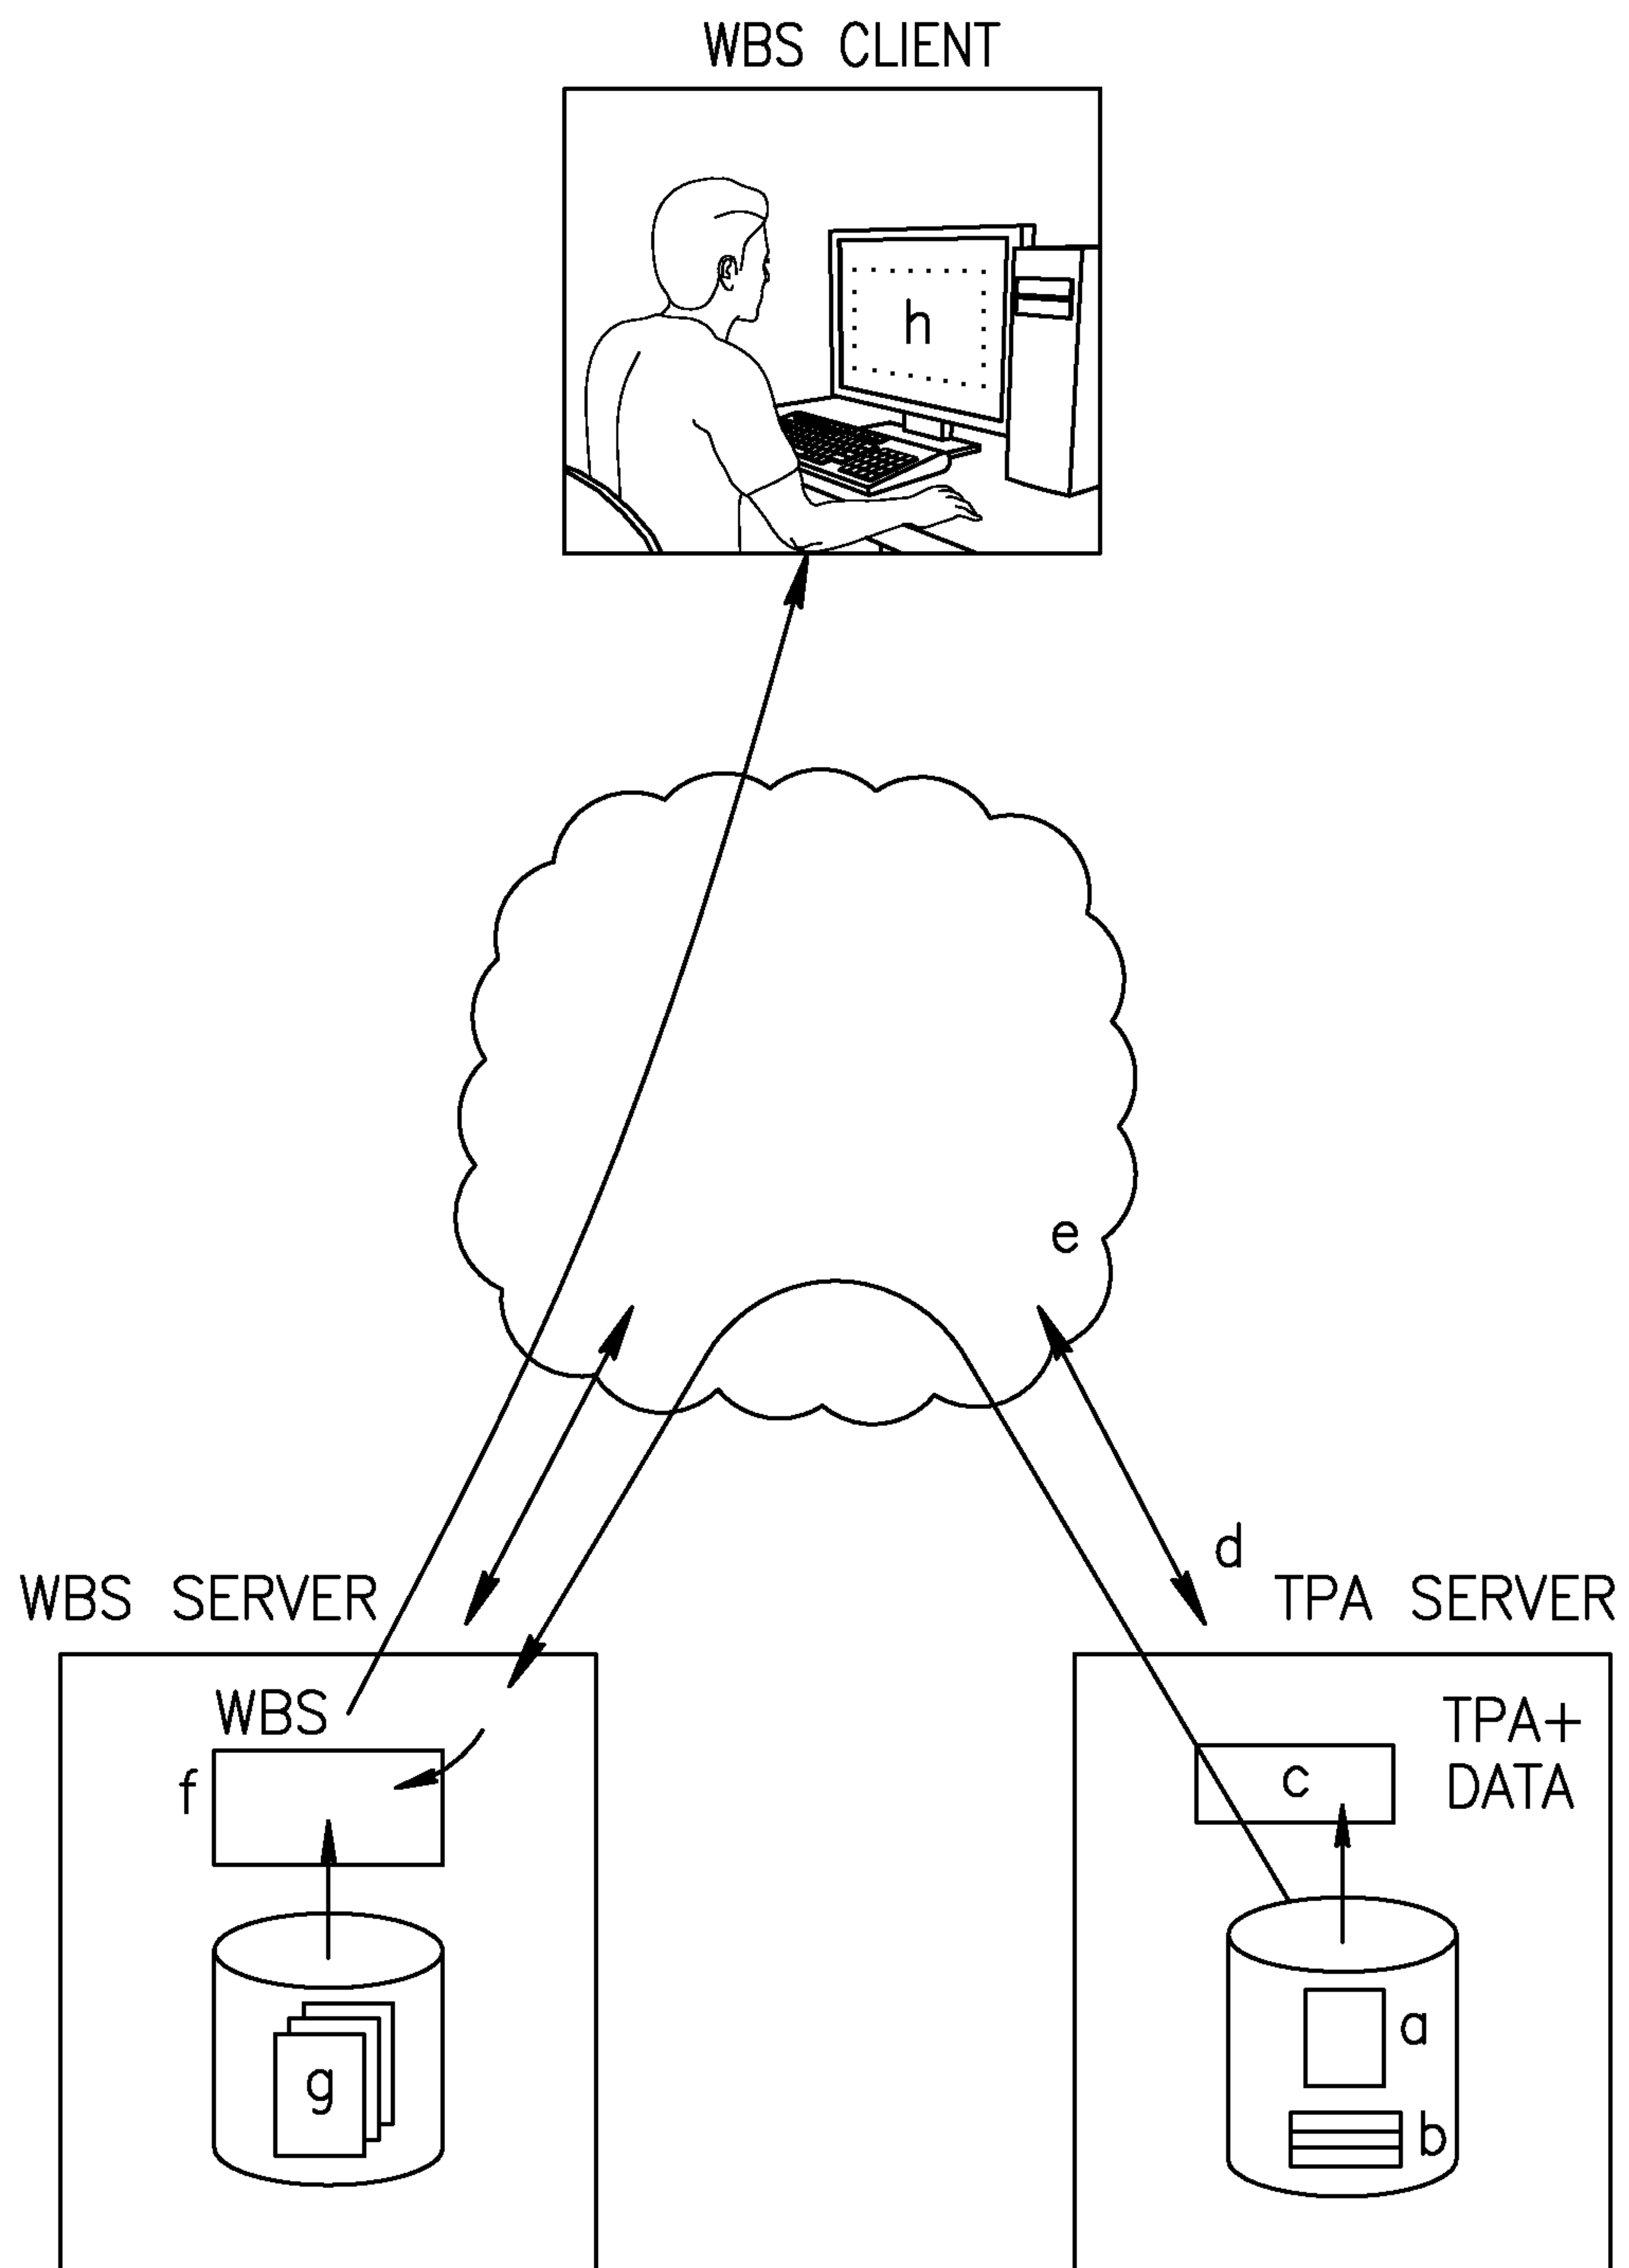 WBS CLIENT
h
e
d
WBS SERVER
TPA SERVER
WBS
f
TPA+
DATA
c
g
a
b